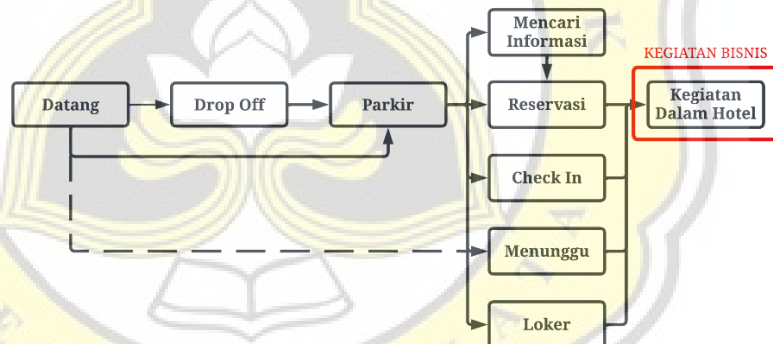 Mencari
Informasi
KEGIATAN BISNIS
Datang
Drop Off
Parkir
Reservasi
Kegiatan
Dalam Hotel
Check In
Menunggu
Loker